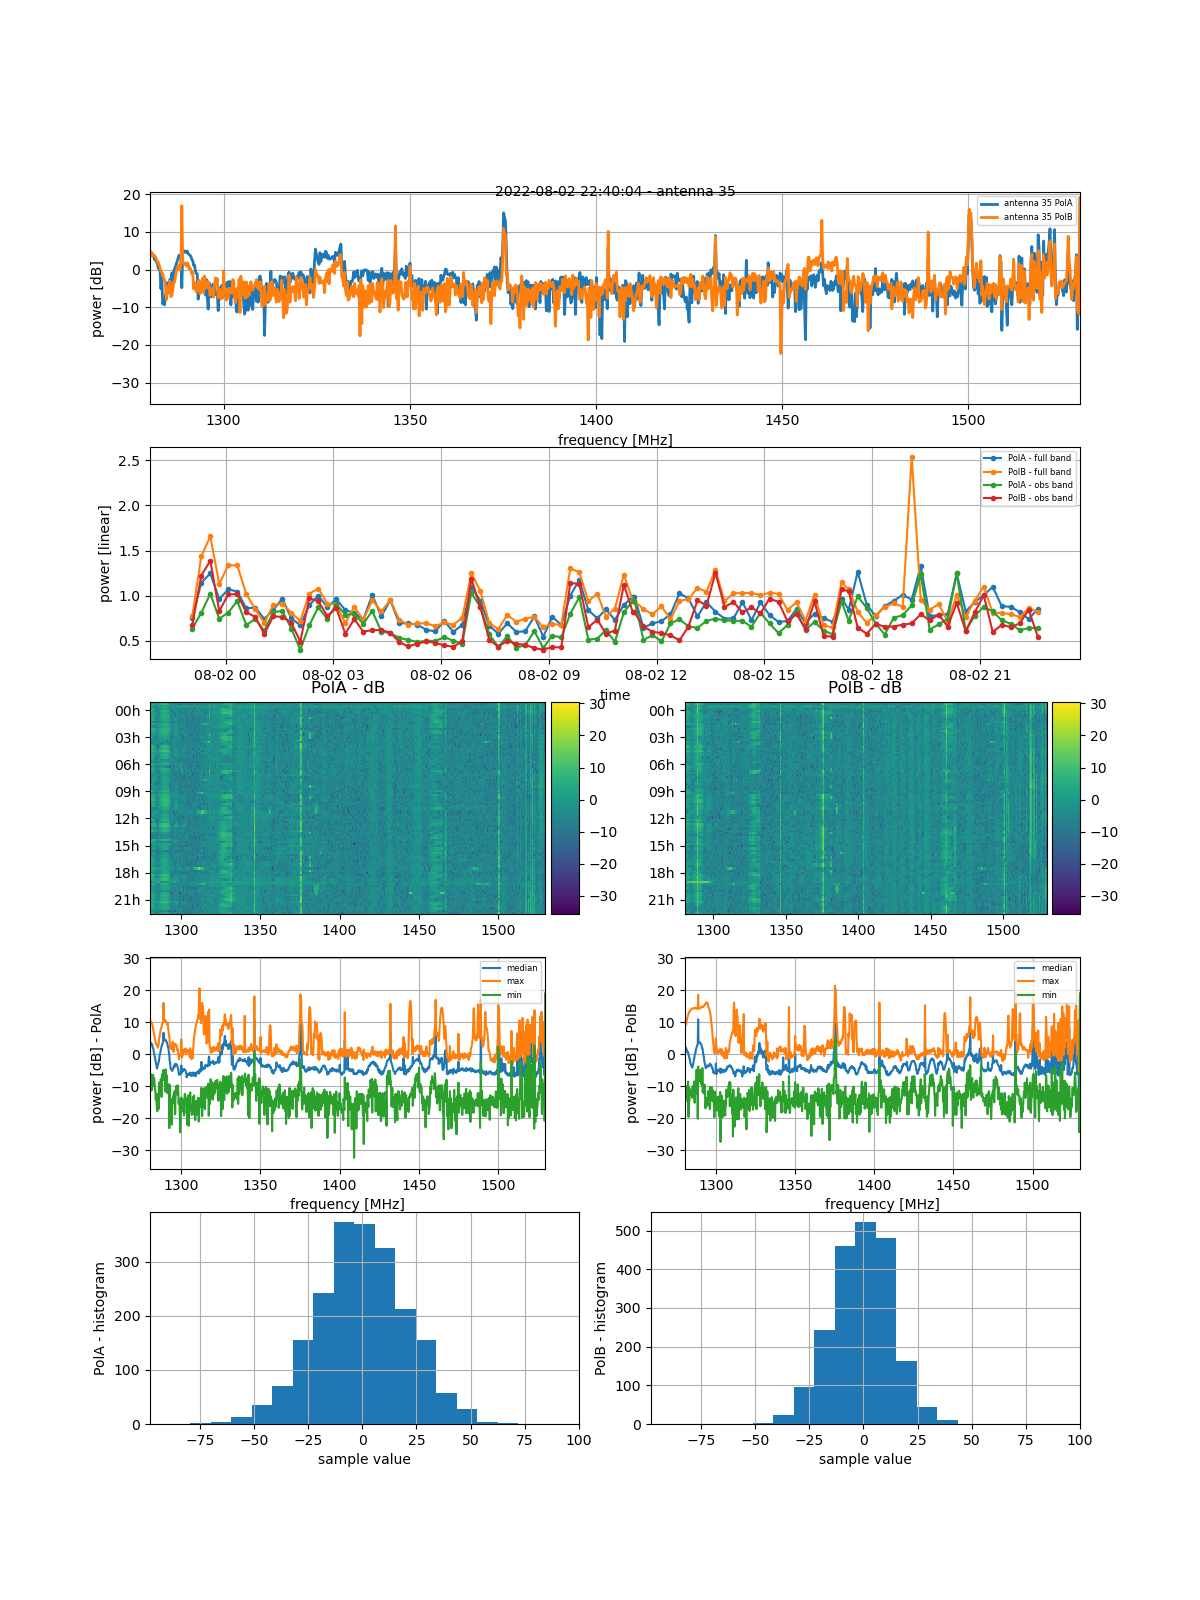 2022-08-02 22:40:04 - antenna 35
power [dB]
20
10
0
−10
−20
−30
antenna 35 PolA
antenna 35 PolB
1300 1350 1400 1450 1500
frequency [MHz]
power [linear]
2.5
2.0
1.5
1.0
0.5
PolA - full band
PolB - full band
PolA - obs band
PolB - obs band
08-02 00 08-02 03 08-02 06 08-02 09 08-02 12 08-02 15 08-02 18 08-02 21
time
PolA - dB
00h
03h
06h
09h
12h
15h
18h
21h
1300 1350 1400 1450 1500
30
20
10
0
−10
−20
−30
PolB - dB
00h
03h
06h
09h
12h
15h
18h
21h
1300 1350 1400 1450 1500
30
20
10
0
−10
−20
−30
power [dB] - PolA
30
20
10
0
−10
−20
−30
median
max
min
1300 1350 1400 1450 1500
frequency [MHz]
power [dB] - PolB
30
20
10
0
−10
−20
−30
median
max
min
1300 1350 1400 1450 1500
frequency [MHz]
PolA - histogram
300
200
100
0
−75 −50 −25 0 25 50 75 100
sample value
PolB - histogram
500
400
300
200
100
0
−75 −50 −25 0 25 50 75 100
sample value